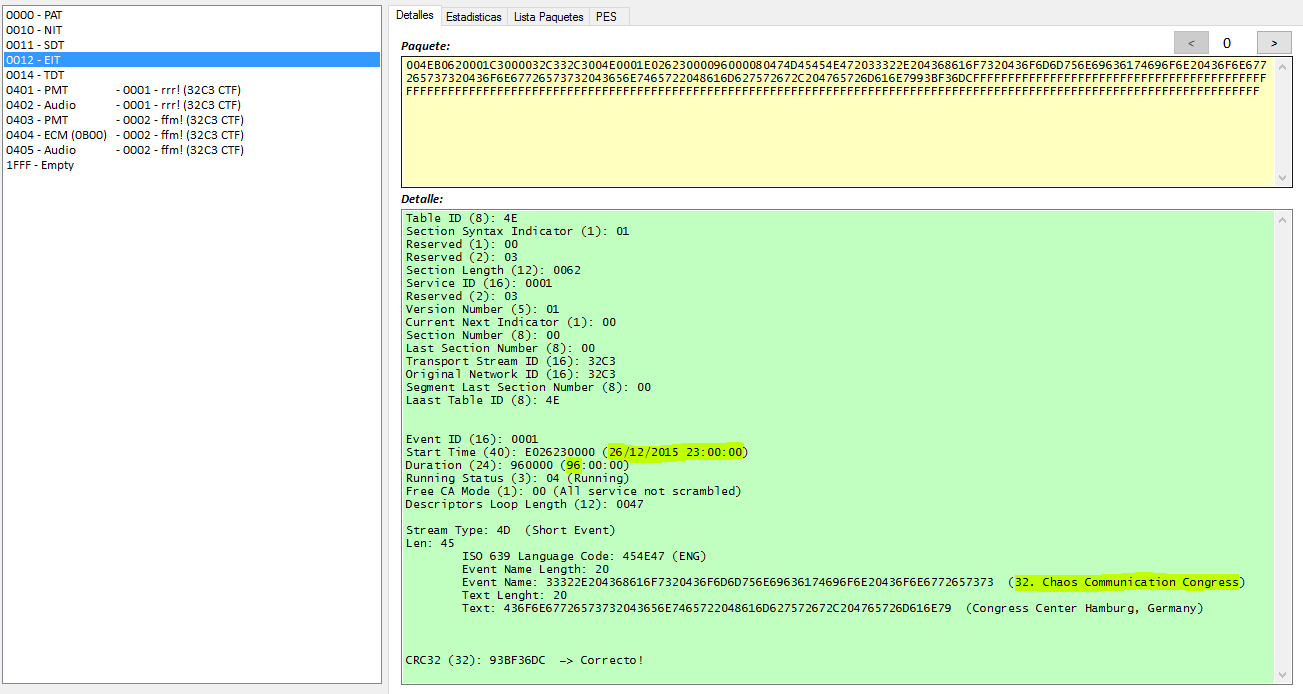 0000 - PAT
0010 - NIT
0011 - SDT
0012 - EIT
0014 - TDT
0401 - PMT - 0001 - rrr! (32C3 CTF)
0402 - Audio - 0001 - rrr! (32C3 CTF)
0403 - PMT - 0002 - ffm! (32C3 CTF)
0404 - ECM (0B00) - 0002 - ffm! (32C3 CTF)
0405 - Audio - 0002 - ffm! (32C3 CTF)
1FFF - Empty
Detalles Estadisticas Lista Paquetes PES
Paquete: < 0 >
004EB0620001C3000032C332C3004E0001E02623000096000080474D45454E472033322E204368616F7320436F6D6D756E69636174696F6E20436F6E677
265737320436F6E67726573732043656E7465722048616D627572672C204765726D616E7993BF36DCFFFFFFFFFFFFFFFFFFFFFFFFFFFFFFFFFFFFFFFFFF
FFFFFFFFFFFFFFFFFFFFFFFFFFFFFFFFFFFFFFFFFFFFFFFFFFFFFFFFFFFFFFFFFFFFFFFFFFFFFFFFFFFFFFFFFFFFFFFFFFFFFFFFFFFFFFFFFFFFFFFFFF
Detalle:
Table ID (8): 4E
Section Syntax Indicator (1): 01
Reserved (1): 00
Reserved (2): 03
Section Length (12): 0062
Service ID (16): 0001
Reserved (2): 03
Version Number (5): 01
Current Next Indicator (1): 00
Section Number (8): 00
Last Section Number (8): 00
Transport Stream ID (16): 32C3
Original Network ID (16): 32C3
Segment Last Section Number (8): 00
Laast Table ID (8): 4E
Event ID (16): 0001
Start Time (40): E026230000 (26/12/2015 23:00:00)
Duration (24): 960000 (96:00:00)
Running Status (3): 04 (Running)
Free CA Mode (1): 00 (All service not scrambled)
Descriptors Loop Length (12): 0047
Stream Type: 4D (Short Event)
Len: 45
ISO 639 Language Code: 454E47 (ENG)
Event Name Length: 20
Event Name: 33322E204368616F7320436F6D6D756E69636174696F6E20436F6E6772657373 (32. Chaos Communication Congress)
Text Lenght: 20
Text: 436F6E67726573732043656E7465722048616D627572672C204765726D616E79 (Congress Center Hamburg, Germany)
CRC32 (32): 93BF36DC -> Correcto!